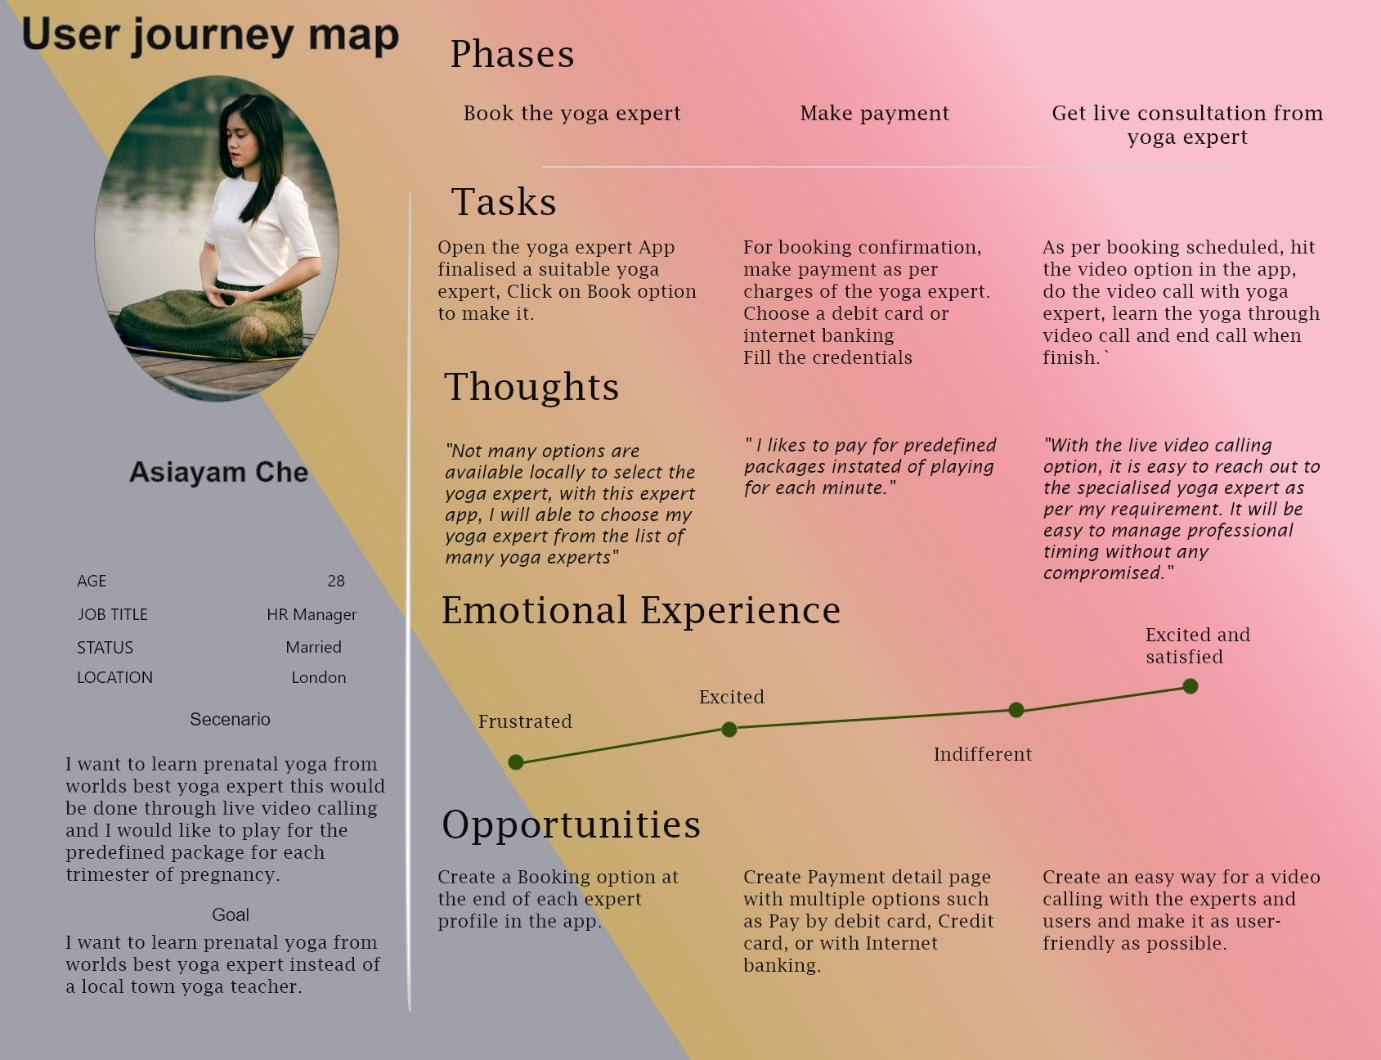 User journey map
Asiayam Che
AGE 28
JOB TITLE HR Manager
STATUS Married
LOCATION London
Secenario
I want to learn prenatal yoga from
worlds best yoga expert this would
be done through live video calling
and I would like to play for the
predefined package for each
trimester of pregnancy.
Goal
I want to learn prenatal yoga from
worlds best yoga expert instead of
a local town yoga teacher.
Phases
Book the yoga expert
Make payment
Get live consultation from
yoga expert
Tasks
Open the yoga expert App
finalised a suitable yoga
expert, Click on Book option
to make it.
For booking confirmation,
make payment as per
charges of the yoga expert.
Choose a debit card or
internet banking
Fill the credentials
As per booking scheduled, hit
the video option in the app,
do the video call with yoga
expert, learn the yoga through
video call and end call when
finish.`
Thoughts
"Not many options are
available locally to select the
yoga expert, with this expert
app, I will able to choose my
yoga expert from the list of
many yoga experts"
" I likes to pay for predefined
packages instated of playing
for each minute."
"With the live video calling
option, it is easy to reach out to
the specialised yoga expert as
per my requirement. It will be
easy to manage professional
timing without any
compromised."
Emotional Experience
Frustrated
Excited
Indifferent
Excited and
satisfied
Opportunities
Create a Booking option at
the end of each expert
profile in the app.
Create Payment detail page
with multiple options such
as Pay by debit card, Credit
card, or with Internet
banking.
Create an easy way for a video
calling with the experts and
users and make it as user-
friendly as possible.